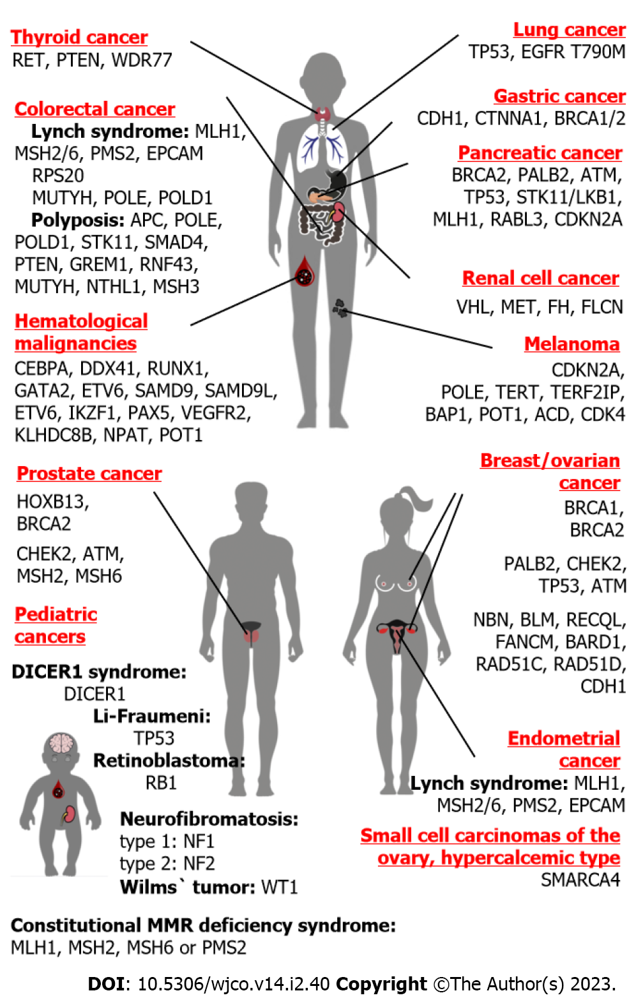 Thyroid cancer
RET, PTEN, WDR77
Colorectal cancer
Lynch syndrome: MLH1,
MSH2/6, PMS2, EPCAM
RPS20
MUTYH, POLE, POLD1
Polyposis: APC, POLE,
POLD1, STK11, SMAD4,
PTEN, GREM1, RNF43,
MUTYH, NTHL1, MSH3
Hematological
malignancies
CEBPA, DDX41, RUNX1,
GATA2, ETV6, SAMD9, SAMD9L,
ETV6, IKZF1, PAX5, VEGFR2,
KLHDC8B, NPAT, POT1
Lung cancer
TP53, EGFR T790M
Gastric cancer
CDH1, CTNNA1, BRCA1/2
Pancreatic cancer
BRCA2, PALB2, ATM,
TP53, STK11/LKB1,
MLH1, RABL3, CDKN2A
Renal cell cancer
VHL, MET, FH, FLCN
Melanoma
CDKN2A,
POLE, TERT, TERF2IP,
BAP1, POT1, ACD, CDK4
Prostate cancer
HOXB13,
BRCA2
CHEK2, ATM,
MSH2, MSH6
Breast/ovarian
cancer
BRCA1,
BRCA2
PALB2, CHEK2,
TP53, ATM
NBN, BLM, RECQL,
FANCM, BARD1,
RAD51C, RAD51D,
CDH1
Pediatric
cancers
DICER1 syndrome:
DICER1
Li-Fraumeni:
TP53
Retinoblastoma:
RB1
Neurofibromatosis:
type 1: NF1
type 2: NF2
Wilms` tumor: WT1
Endometrial
cancer
Lynch syndrome: MLH1,
MSH2/6, PMS2, EPCAM
Small cell carcinomas of the
ovary, hypercalcemic type
SMARCA4
Constitutional MMR deficiency syndrome:
MLH1, MSH2, MSH6 or PMS2
DOI: 10.5306/wjco.v14.i2.40 Copyright ©The Author(s) 2023.